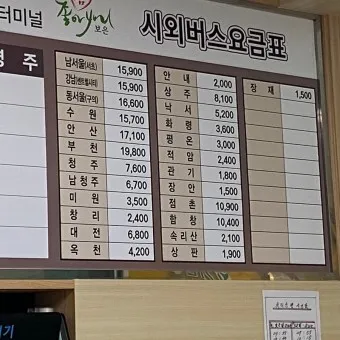 터미널 좋아you 보은 시외버스요금표
영 주
남서울(서초) 15,900
강남(센트럴시티) 15,900
동서울(구의) 16,600
수 원 15,700
안 산 17,100
부 천 19,800
청 주 7,600
남청주 6,700
미 원 3,500
창 리 2,400
대 전 6,800
옥 천 4,200
안 내 2,000
상 주 8,100
낙 서 5,200
화 령 3,600
평 온 3,000
적 암 2,400
관 기 1,800
장 안 1,500
점 촌 10,900
함 창 10,400
속리산 2,100
상 판 1,900
장 재 1,500
기